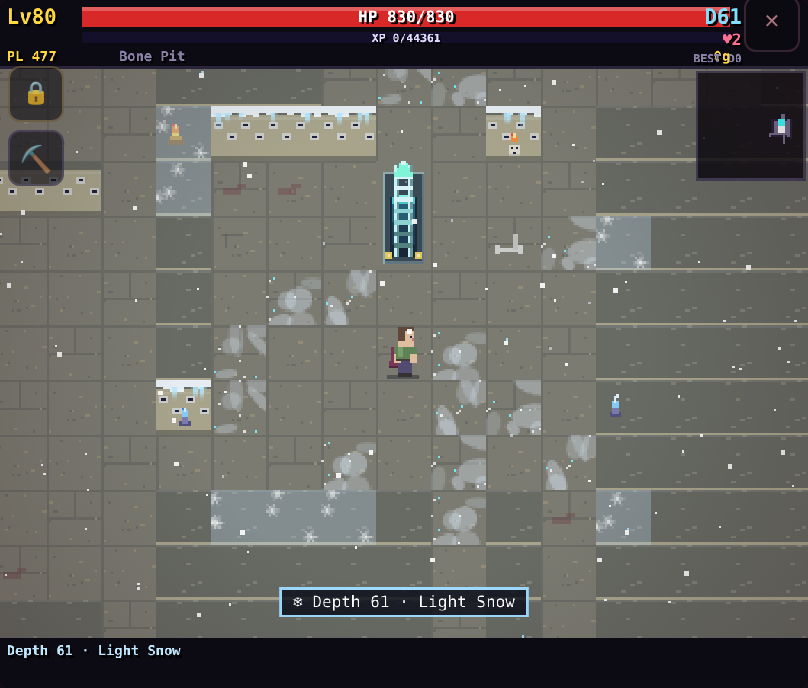 Lv80
HP 830/830
D61
XP 0/44361
♥2
PL 477
Bone Pit
0g
❄ Depth 61 · Light Snow
Depth 61 · Light Snow